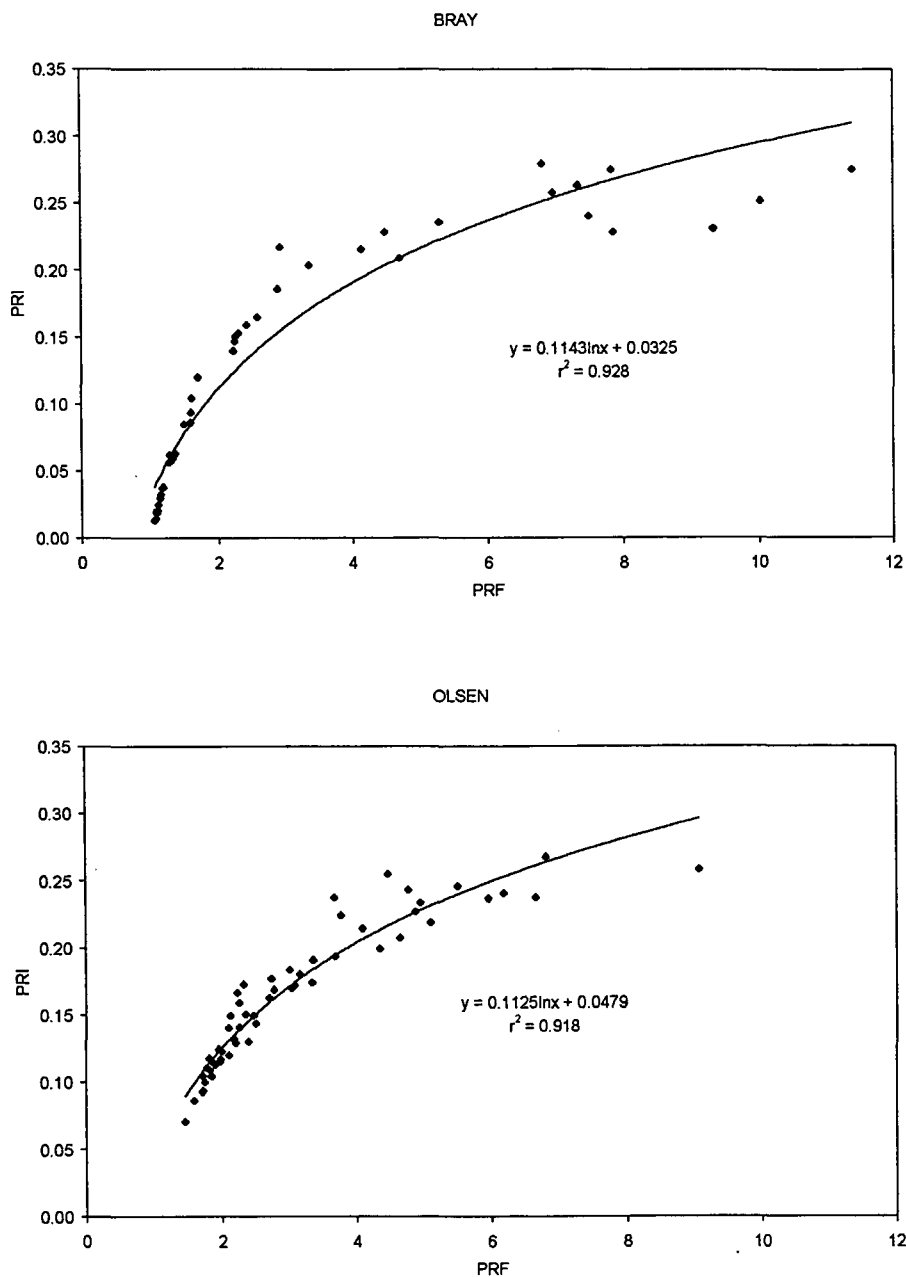 BRAY
0.35
0.30
0.25
0.20
0.15
0.10
0.05
0.00
PRI
y = 0.1143lnx + 0.0325
r² = 0.928
0 2 4 6 8 10 12
PRF
OLSEN
0.35
0.30
0.25
0.20
0.15
0.10
0.05
0.00
PRI
y = 0.1125lnx + 0.0479
r² = 0.918
0 2 4 6 8 10 12
PRF